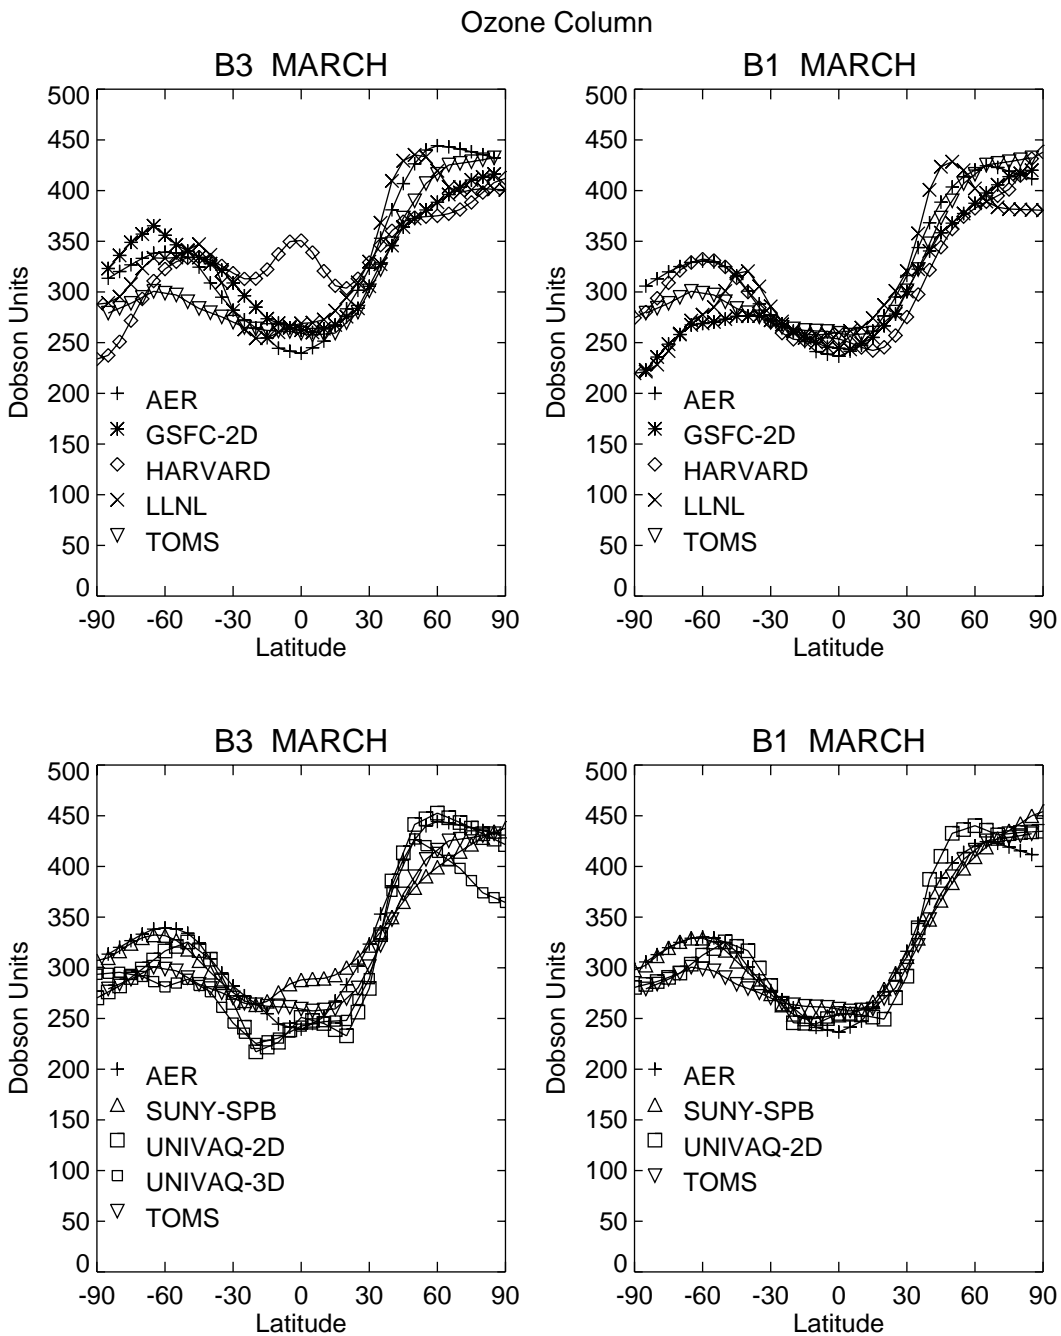 Ozone Column
B3 MARCH
500
450
400
350
300
250
200
150
100
50
0
Dobson Units
AER
GSFC-2D
HARVARD
LLNL
TOMS
-90 -60 -30 0 30 60 90
Latitude
B1 MARCH
500
450
400
350
300
250
200
150
100
50
0
Dobson Units
AER
GSFC-2D
HARVARD
LLNL
TOMS
-90 -60 -30 0 30 60 90
Latitude
B3 MARCH
500
450
400
350
300
250
200
150
100
50
0
Dobson Units
AER
SUNY-SPB
UNIVAQ-2D
UNIVAQ-3D
TOMS
-90 -60 -30 0 30 60 90
Latitude
B1 MARCH
500
450
400
350
300
250
200
150
100
50
0
Dobson Units
AER
SUNY-SPB
UNIVAQ-2D
TOMS
-90 -60 -30 0 30 60 90
Latitude